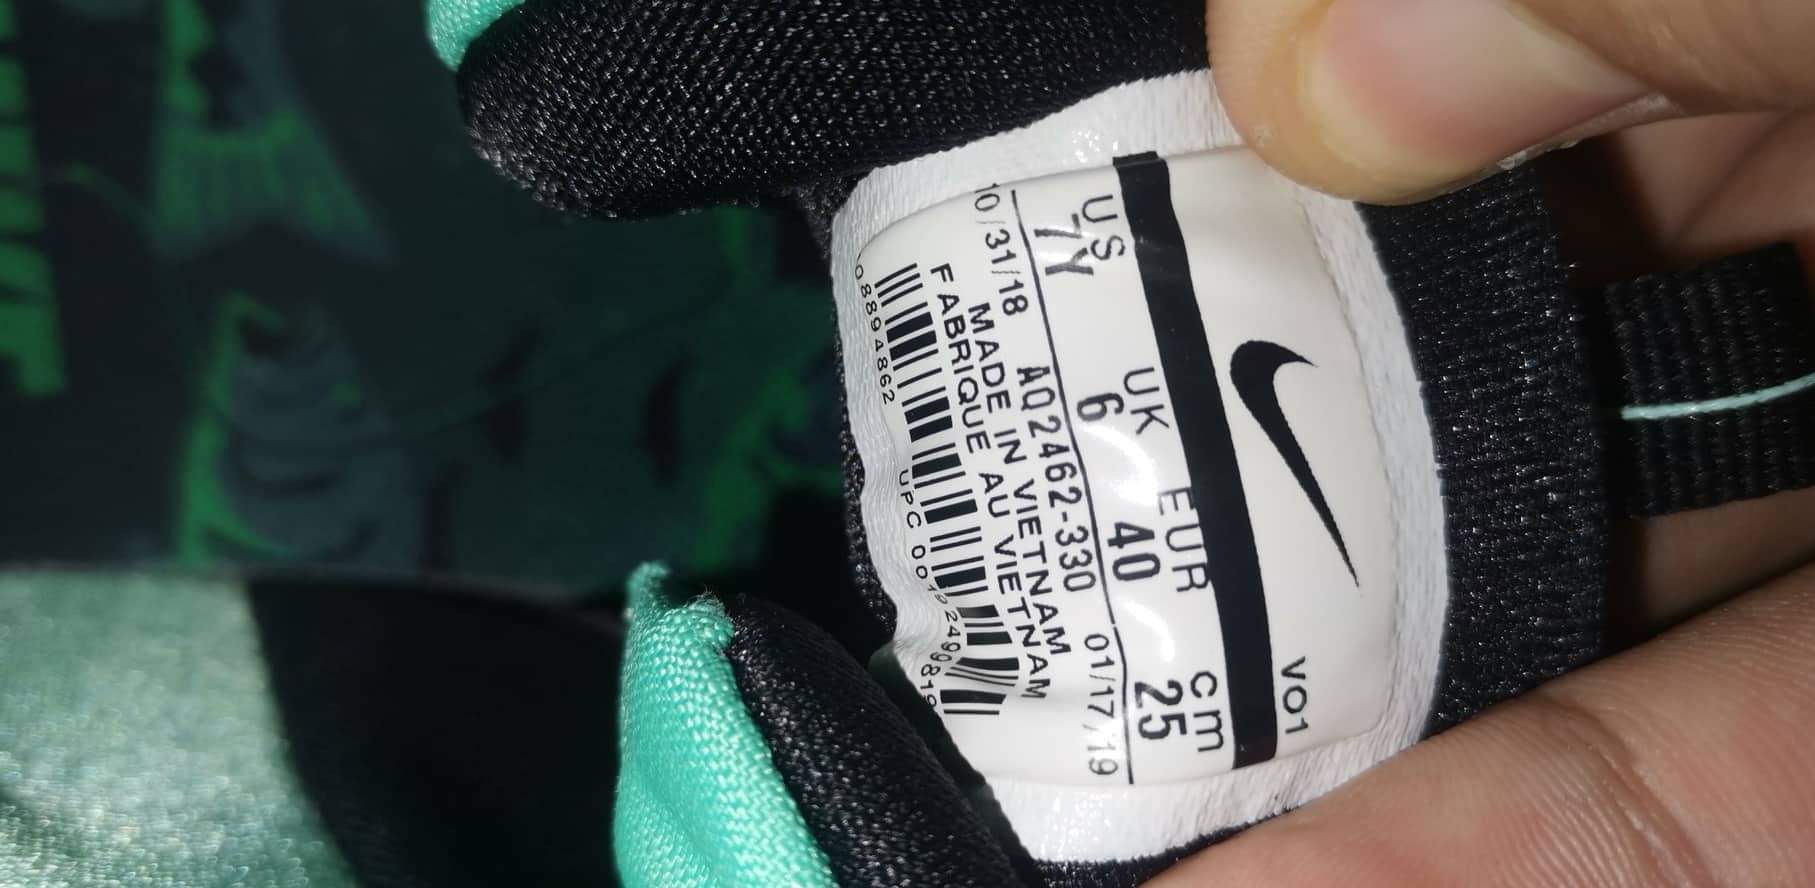 VO1
US UK EUR cm
7Y 6 40 25
10/31/18 AQ2462-330 01/17/19
MADE IN VIETNAM
FABRIQUE AU VIETNAM
08894862
UPC